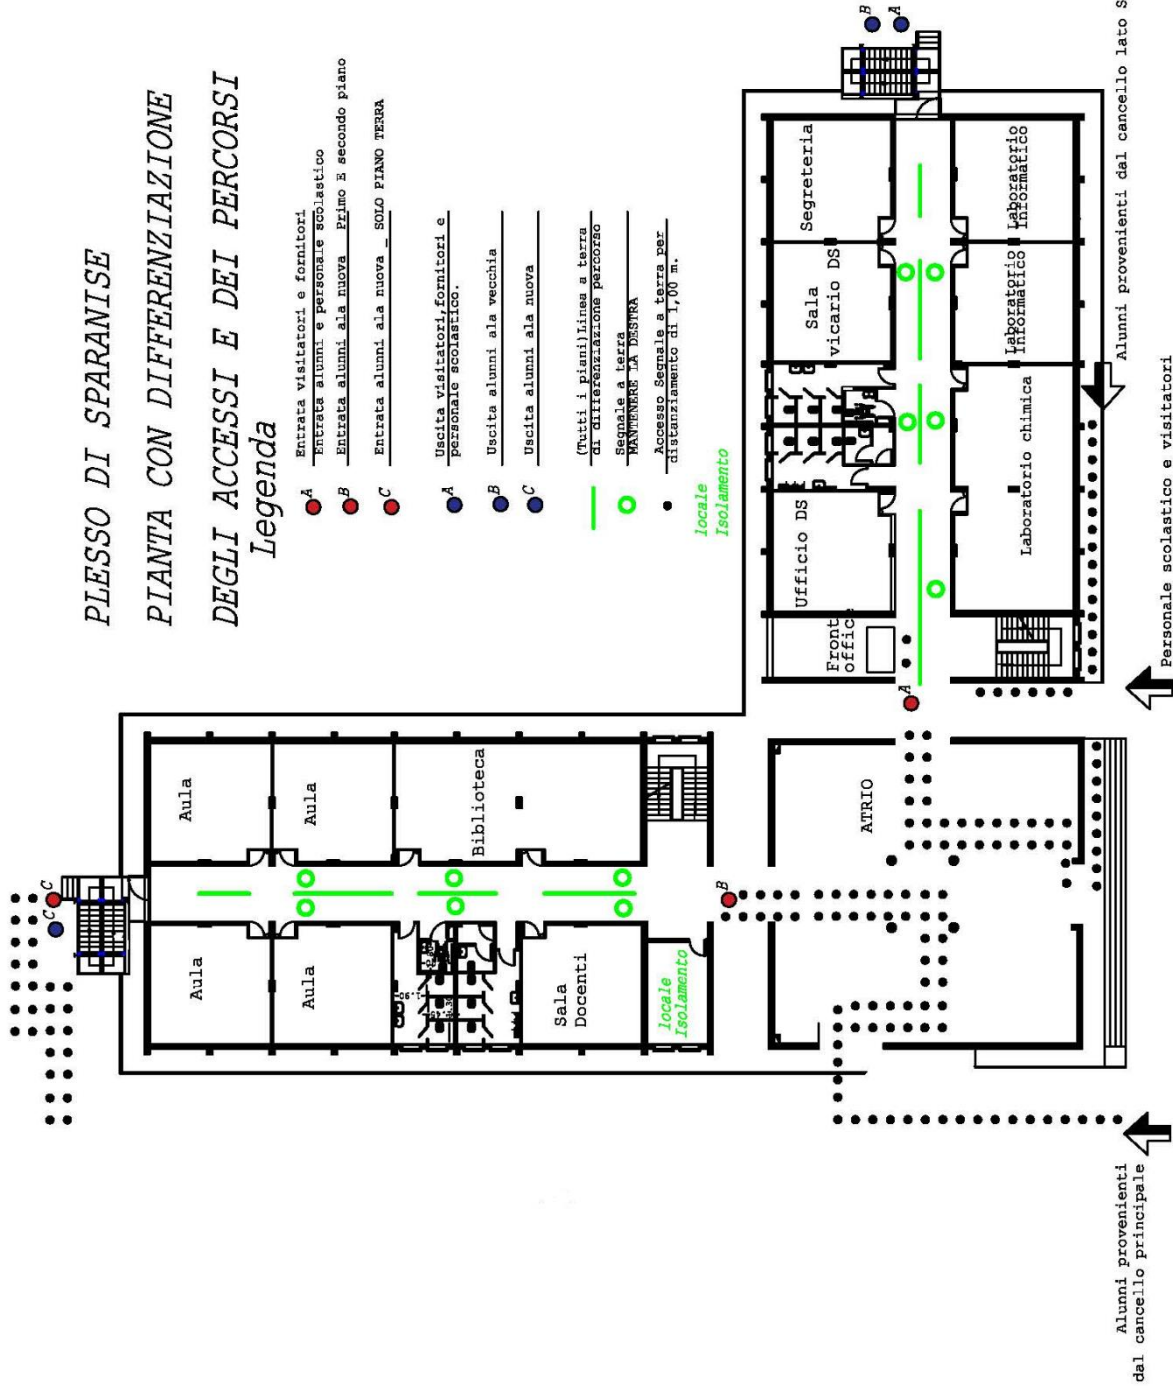 PLESSO DI SPARANISE
PIANTA CON DIFFERENZIAZIONE
DEGLI ACCESSI E DEI PERCORSI
Legenda
A Entrata visitatori e fornitori
Entrata alunni e personale scolastico
B Entrata alunni ala nuova Primo E secondo piano
C Entrata alunni ala nuova _ SOLO PIANO TERRA
A Uscita visitatori,fornitori e
personale scolastico.
B Uscita alunni ala vecchia
C Uscita alunni ala nuova
(Tutti i piani)Linea a terra
di differenziazione percorso
Segnale a terra
MANTENERE LA DESTRA
Accesso Segnale a terra per
distanziamento di 1,00 m.
locale
Isolamento
B
A
Segreteria
Sala
vicario DS
Ufficio DS
Front
office
Laboratorio
Informatico
Laboratorio
Informatico
Laboratorio chimica
A
C
C
Aula
Aula
Biblioteca
Aula
Aula
1.90
Sala
Docenti
locale
Isolamento
B
ATRIO
Alunni provenienti dal cancello lato S
Personale scolastico e visitatori
Alunni provenienti
dal cancello principale